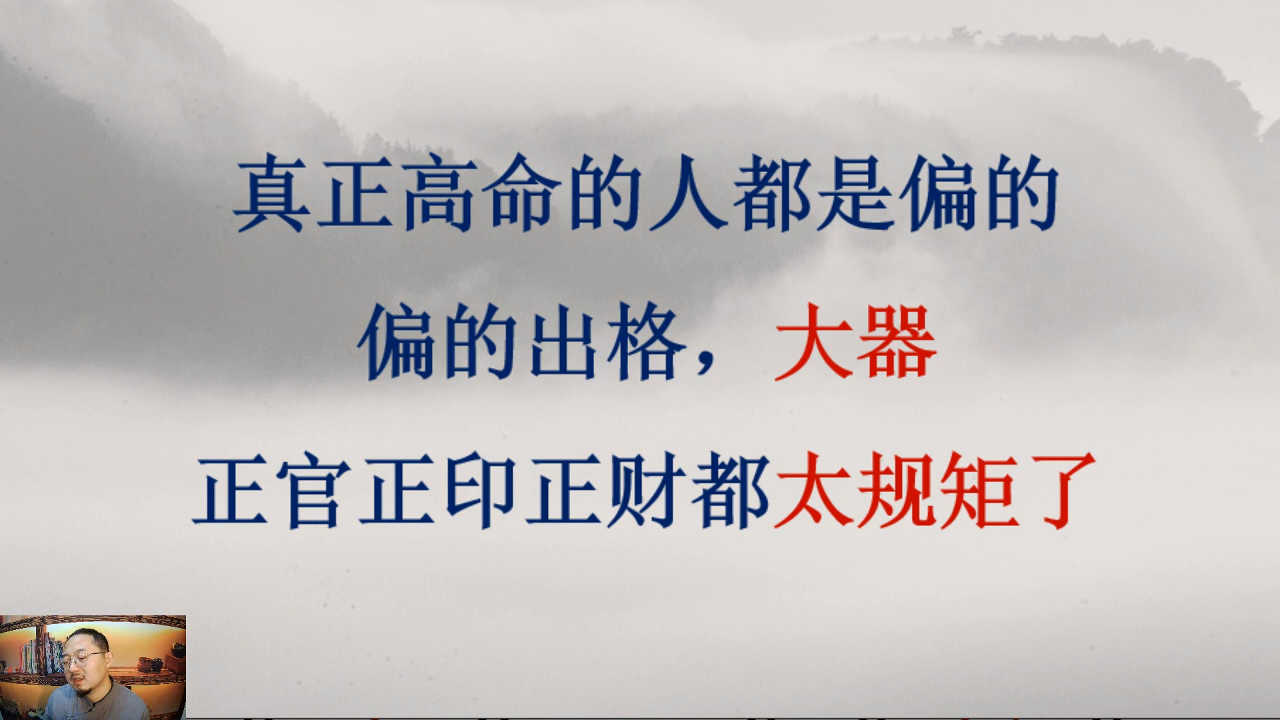 真正高命的人都是偏的
偏的出格，大器
正官正印正财都太规矩了